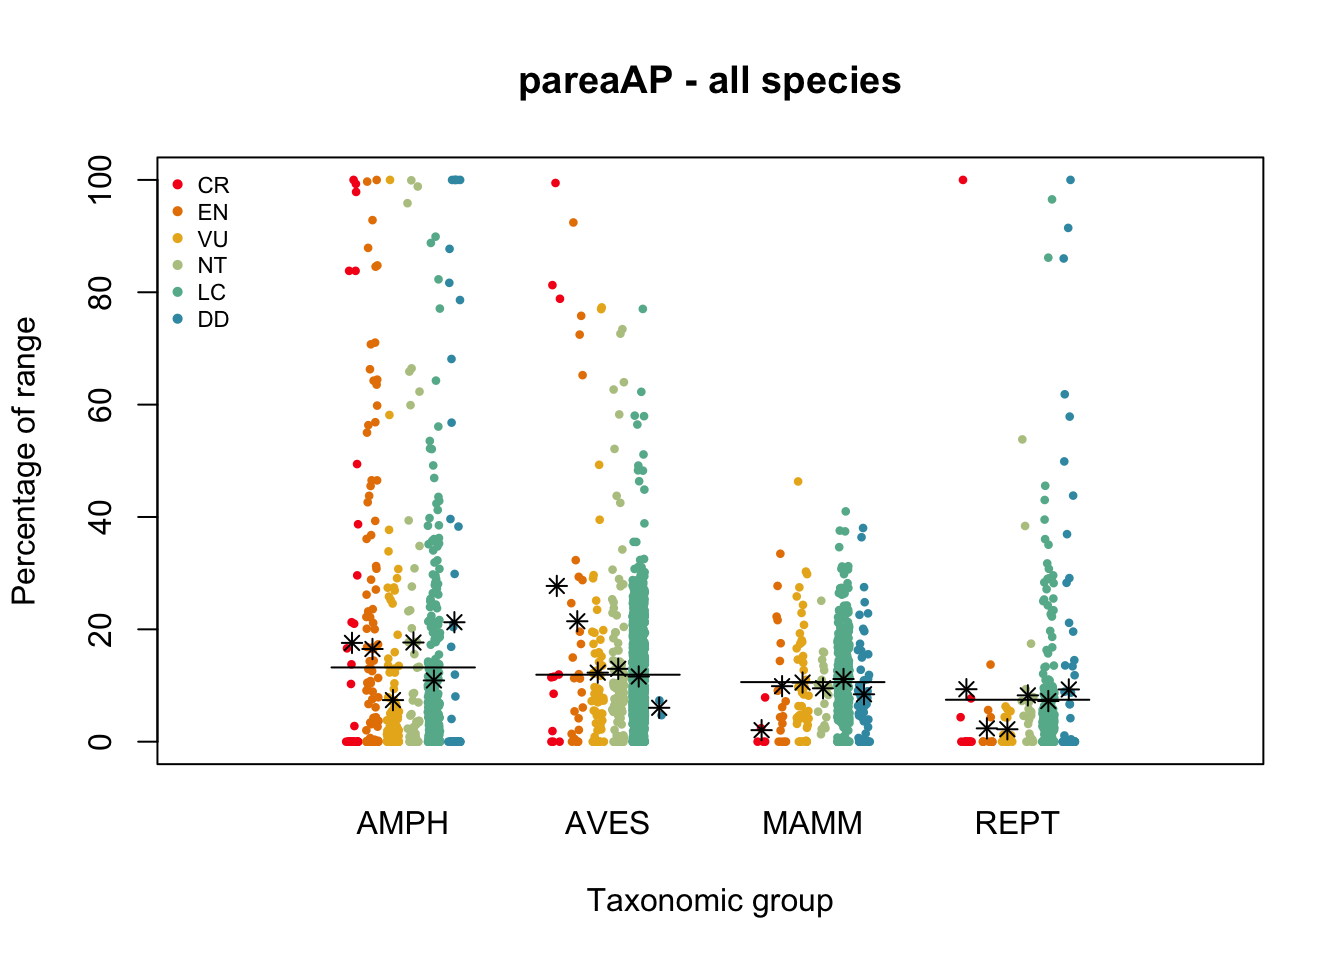 pareaAP - all species
CR
EN
VU
NT
LC
DD
Percentage of range
100
80
60
40
20
0
AMPH AVES MAMM REPT
Taxonomic group